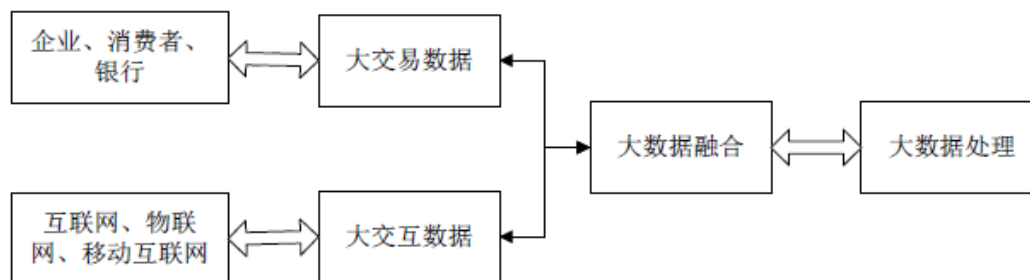 企业、消费者、
银行
大交易数据
大数据融合
大数据处理
互联网、物联
网、移动互联网
大交互数据